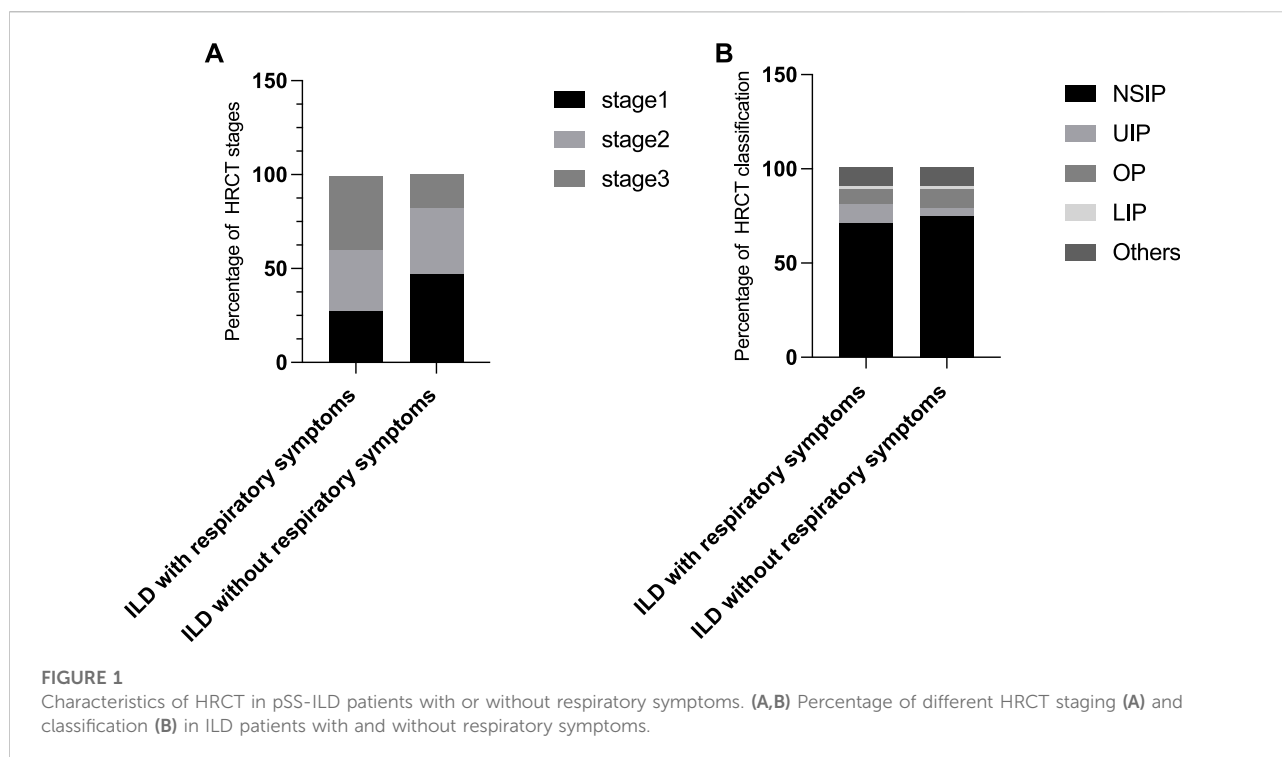 A
Percentage of HRCT stages
150
100
50
0
ILD with respiratory symptoms
ILD without respiratory symptoms
stage1
stage2
stage3
B
Percentage of HRCT classification
150
100
50
0
ILD with respiratory symptoms
ILD without respiratory symptoms
NSIP
UIP
OP
LIP
Others
FIGURE 1
Characteristics of HRCT in pSS-ILD patients with or without respiratory symptoms. (A,B) Percentage of different HRCT staging (A) and
classification (B) in ILD patients with and without respiratory symptoms.